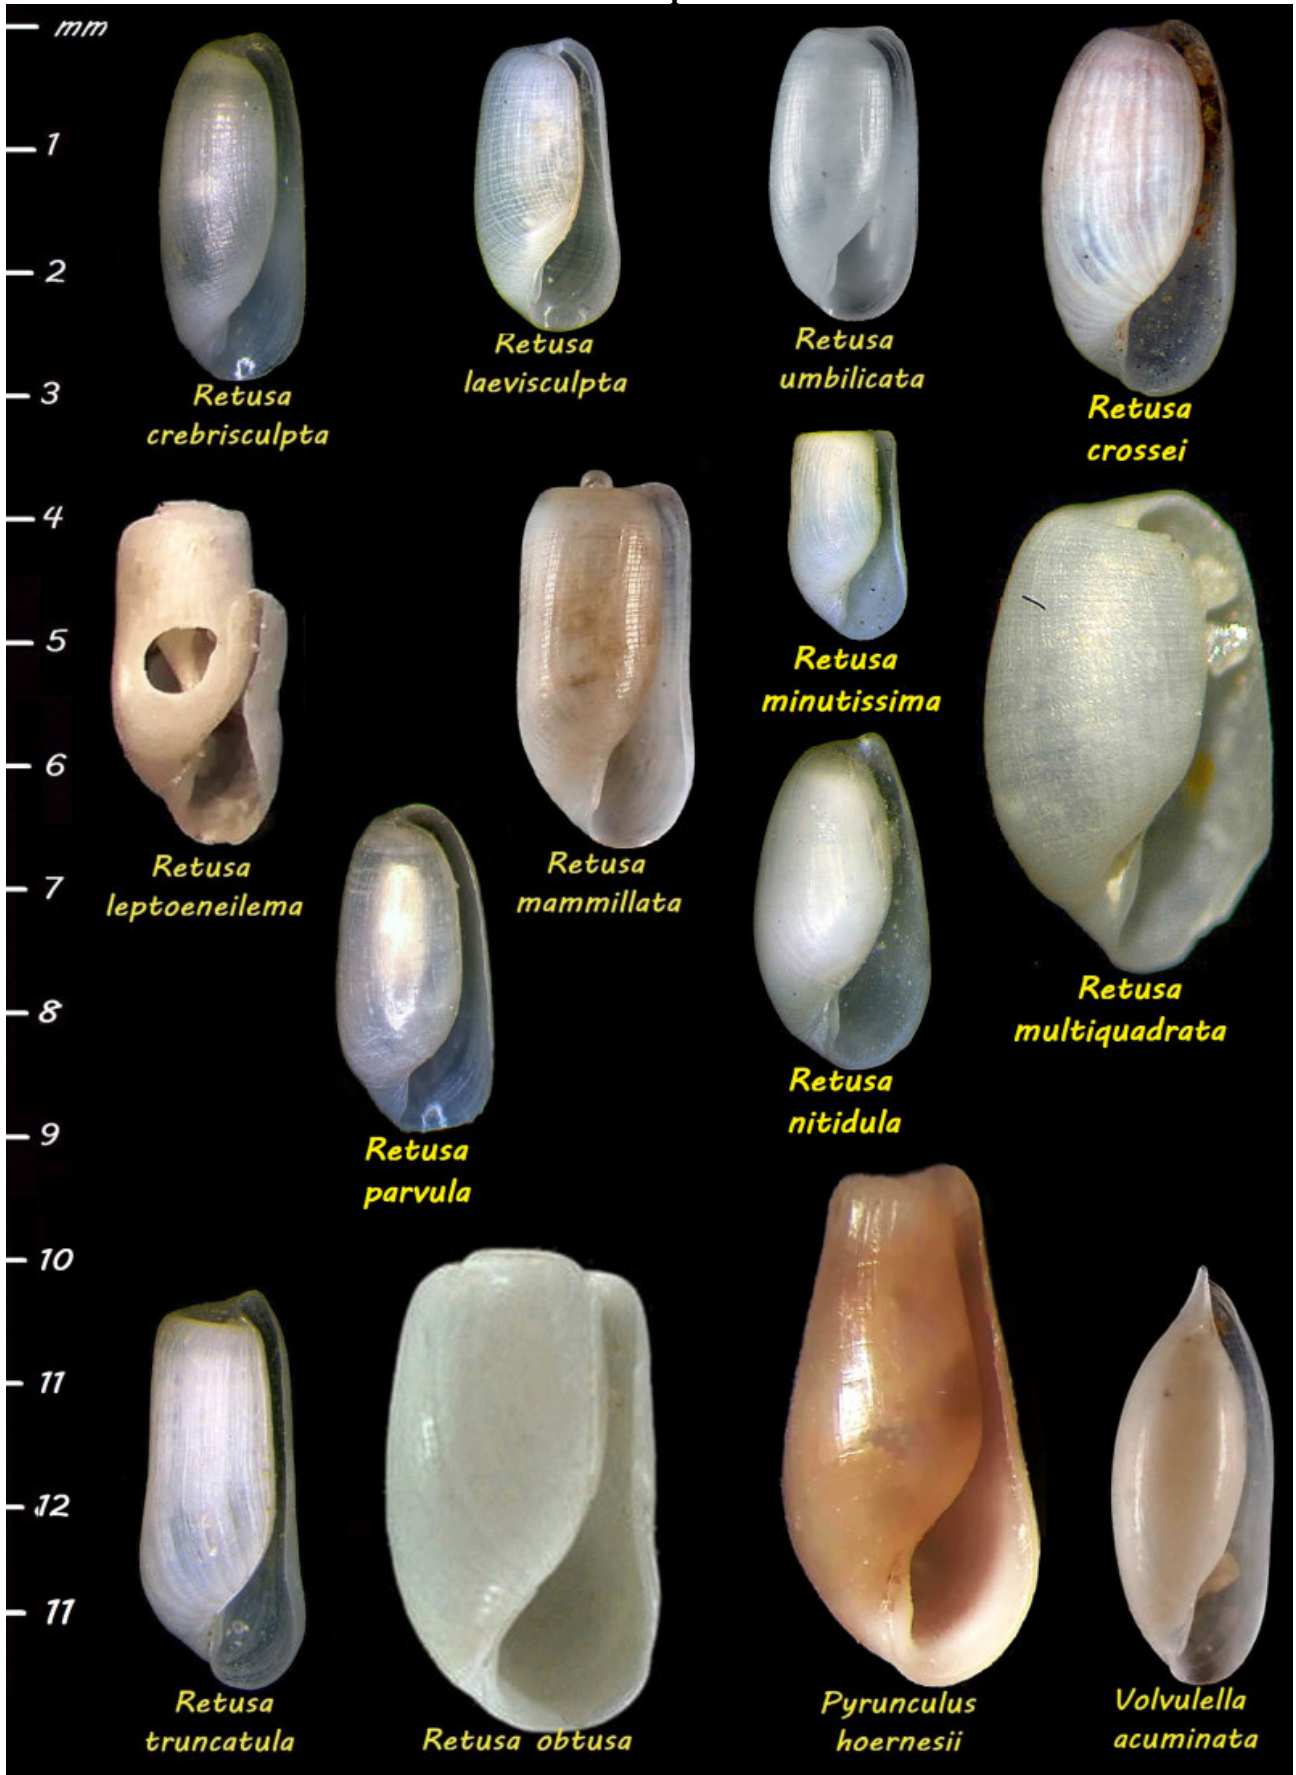 mm
1
2
3
4
5
6
7
8
9
10
11
12
11
Retusa
crebrisculpta
Retusa
laevisculpta
Retusa
umbilicata
Retusa
crossei
Retusa
leptoeneilema
Retusa
mammillata
Retusa
minutissima
Retusa
multiquadrata
Retusa
parvula
Retusa
nitidula
Retusa
truncatula
Retusa obtusa
Pyrunculus
hoernesii
Volvulella
acuminata